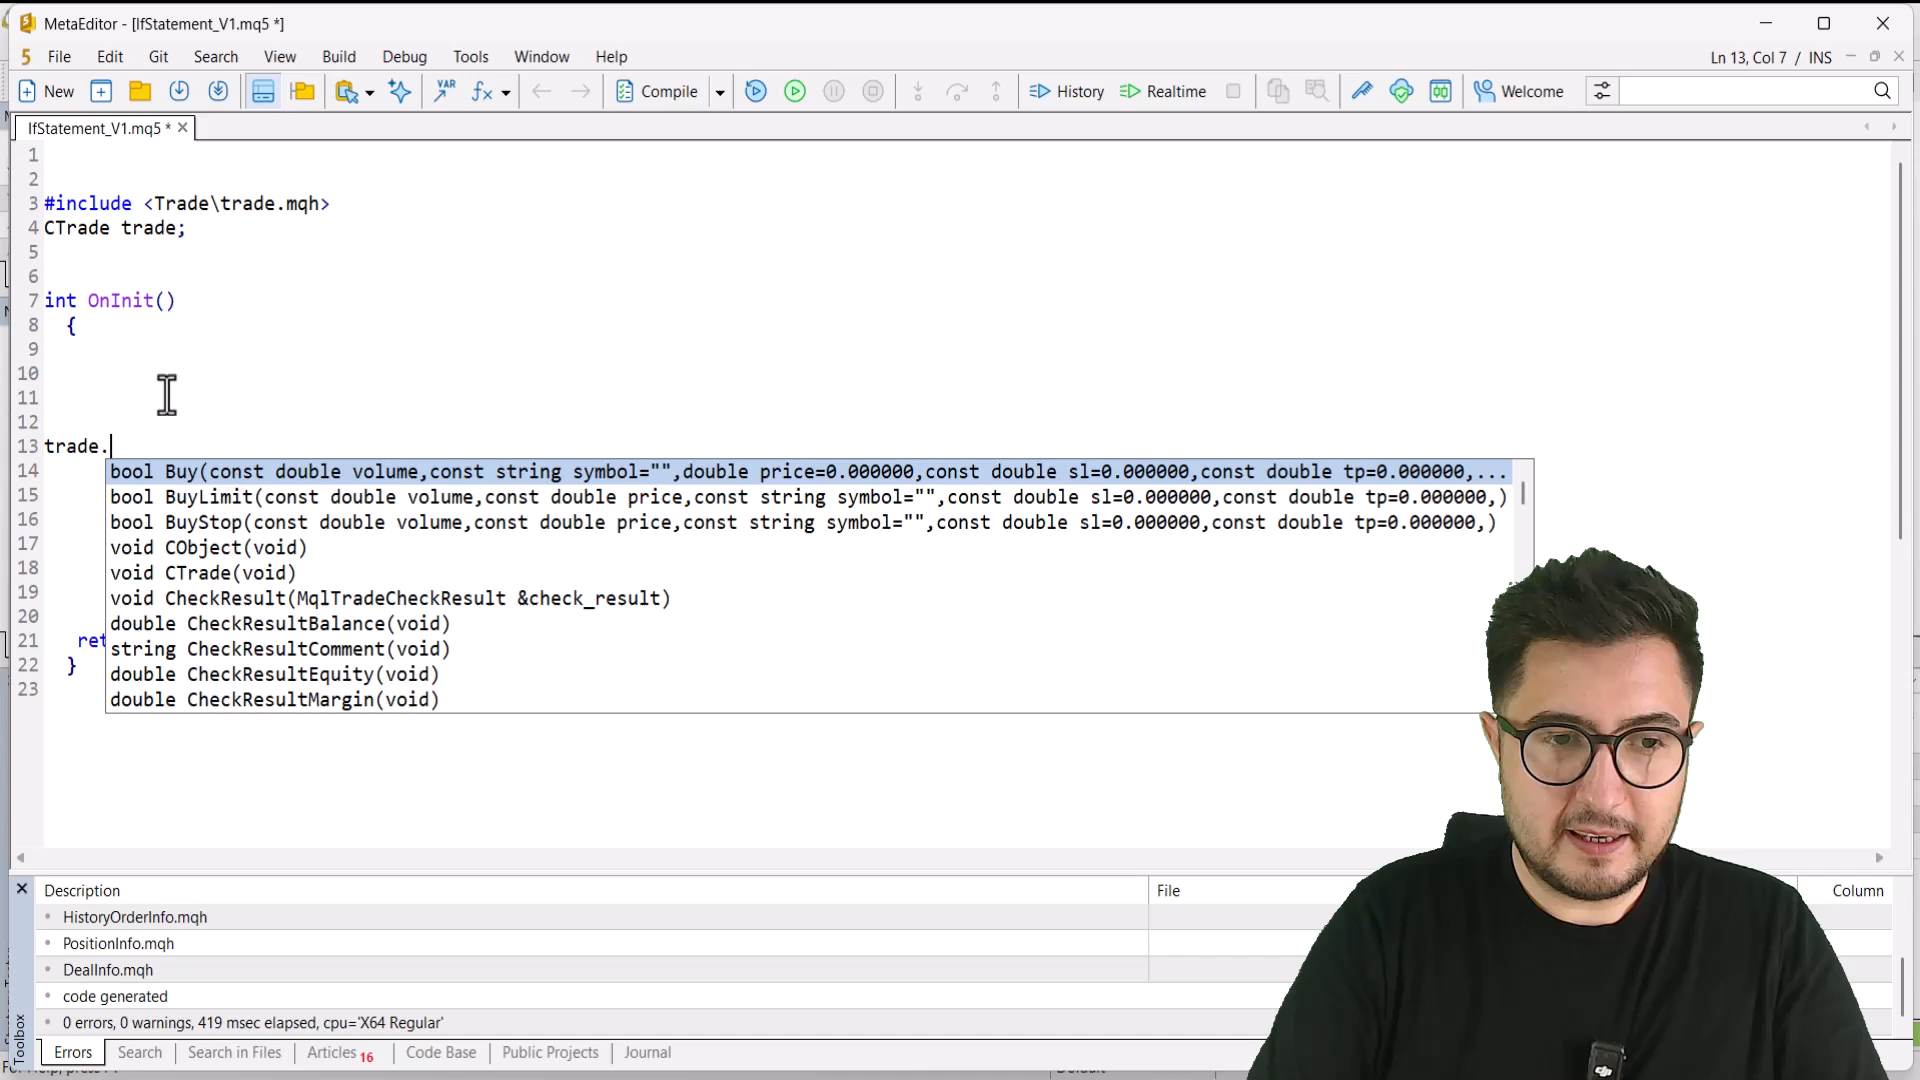 MetaEditor - [IfStatement_V1.mq5 *]
5 File Edit Git Search View Build Debug Tools Window Help
Ln 13, Col 7 / INS
New
VAR
fx
Compile
History
Realtime
Welcome
IfStatement_V1.mq5 *
1
2
3 #include <Trade\trade.mqh>
4 CTrade trade;
5
6
7 int OnInit()
8 {
9
10
11
12
13 trade.
14 bool Buy(const double volume,const string symbol="",double price=0.000000,const double sl=0.000000,const double tp=0.000000,...
15 bool BuyLimit(const double volume,const double price,const string symbol="",const double sl=0.000000,const double tp=0.000000,)
16 bool BuyStop(const double volume,const double price,const string symbol="",const double sl=0.000000,const double tp=0.000000,)
17 void CObject(void)
18 void CTrade(void)
19 void CheckResult(MqlTradeCheckResult &check_result)
20 double CheckResultBalance(void)
21 ret string CheckResultComment(void)
22 } double CheckResultEquity(void)
23 double CheckResultMargin(void)
Description File Column
HistoryOrderInfo.mqh
PositionInfo.mqh
DealInfo.mqh
code generated
0 errors, 0 warnings, 419 msec elapsed, cpu='X64 Regular'
Toolbox
Errors Search Search in Files Articles 16 Code Base Public Projects Journal